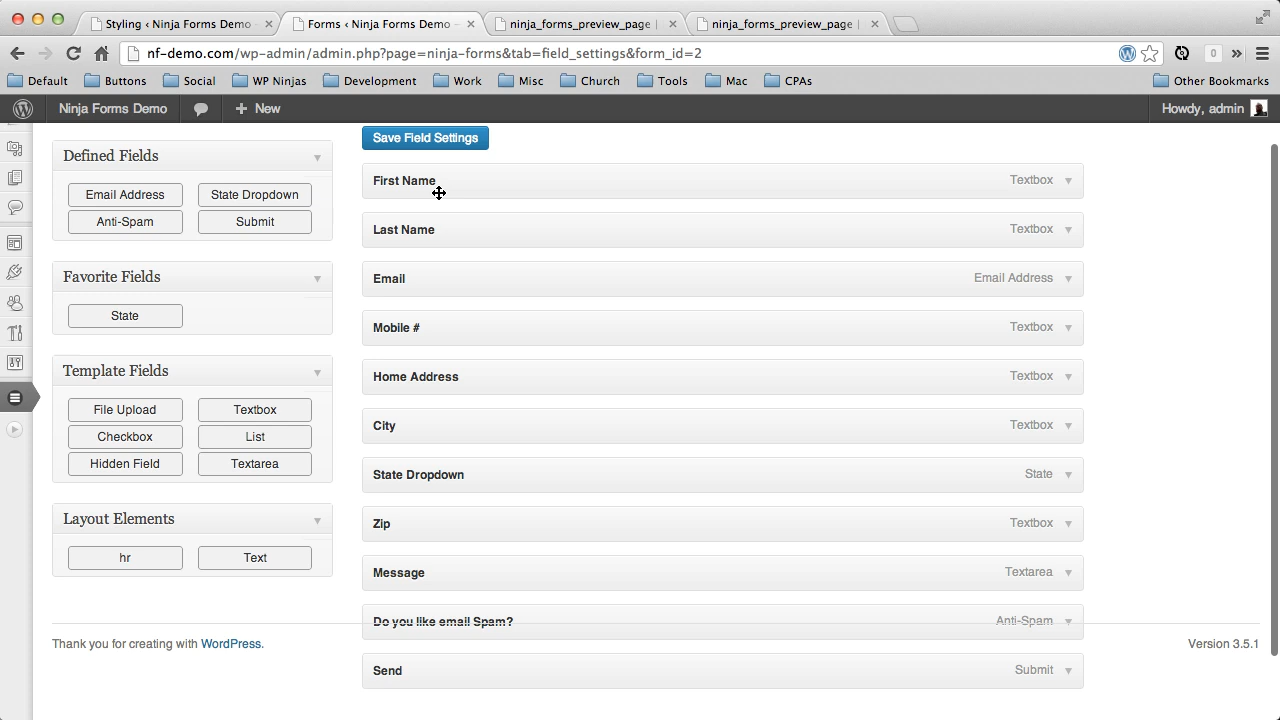 Styling ‹ Ninja Forms Demo
Forms ‹ Ninja Forms Demo
ninja_forms_preview_page |
ninja_forms_preview_page |
nf-demo.com/wp-admin/admin.php?page=ninja-forms&tab=field_settings&form_id=2
0
Default
Buttons
Social
WP Ninjas
Development
Work
Misc
Church
Tools
Mac
CPAs
Other Bookmarks
Ninja Forms Demo
New
Howdy, admin
Save Field Settings
Defined Fields
Email Address
State Dropdown
Anti-Spam
Submit
Favorite Fields
State
Template Fields
File Upload
Textbox
Checkbox
List
Hidden Field
Textarea
Layout Elements
hr
Text
First Name Textbox
Last Name Textbox
Email Email Address
Mobile # Textbox
Home Address Textbox
City Textbox
State Dropdown State
Zip Textbox
Message Textarea
Do you like email Spam? Anti-Spam
Send Submit
Thank you for creating with WordPress.
Version 3.5.1